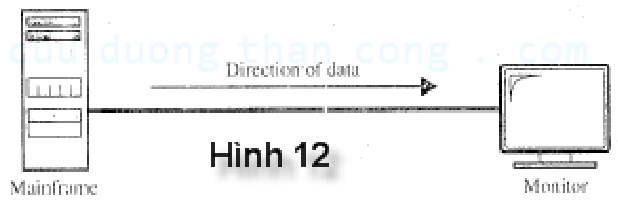 cuu duong than cong . com
Direction of data
Hình 12
Mainframe
Monitor